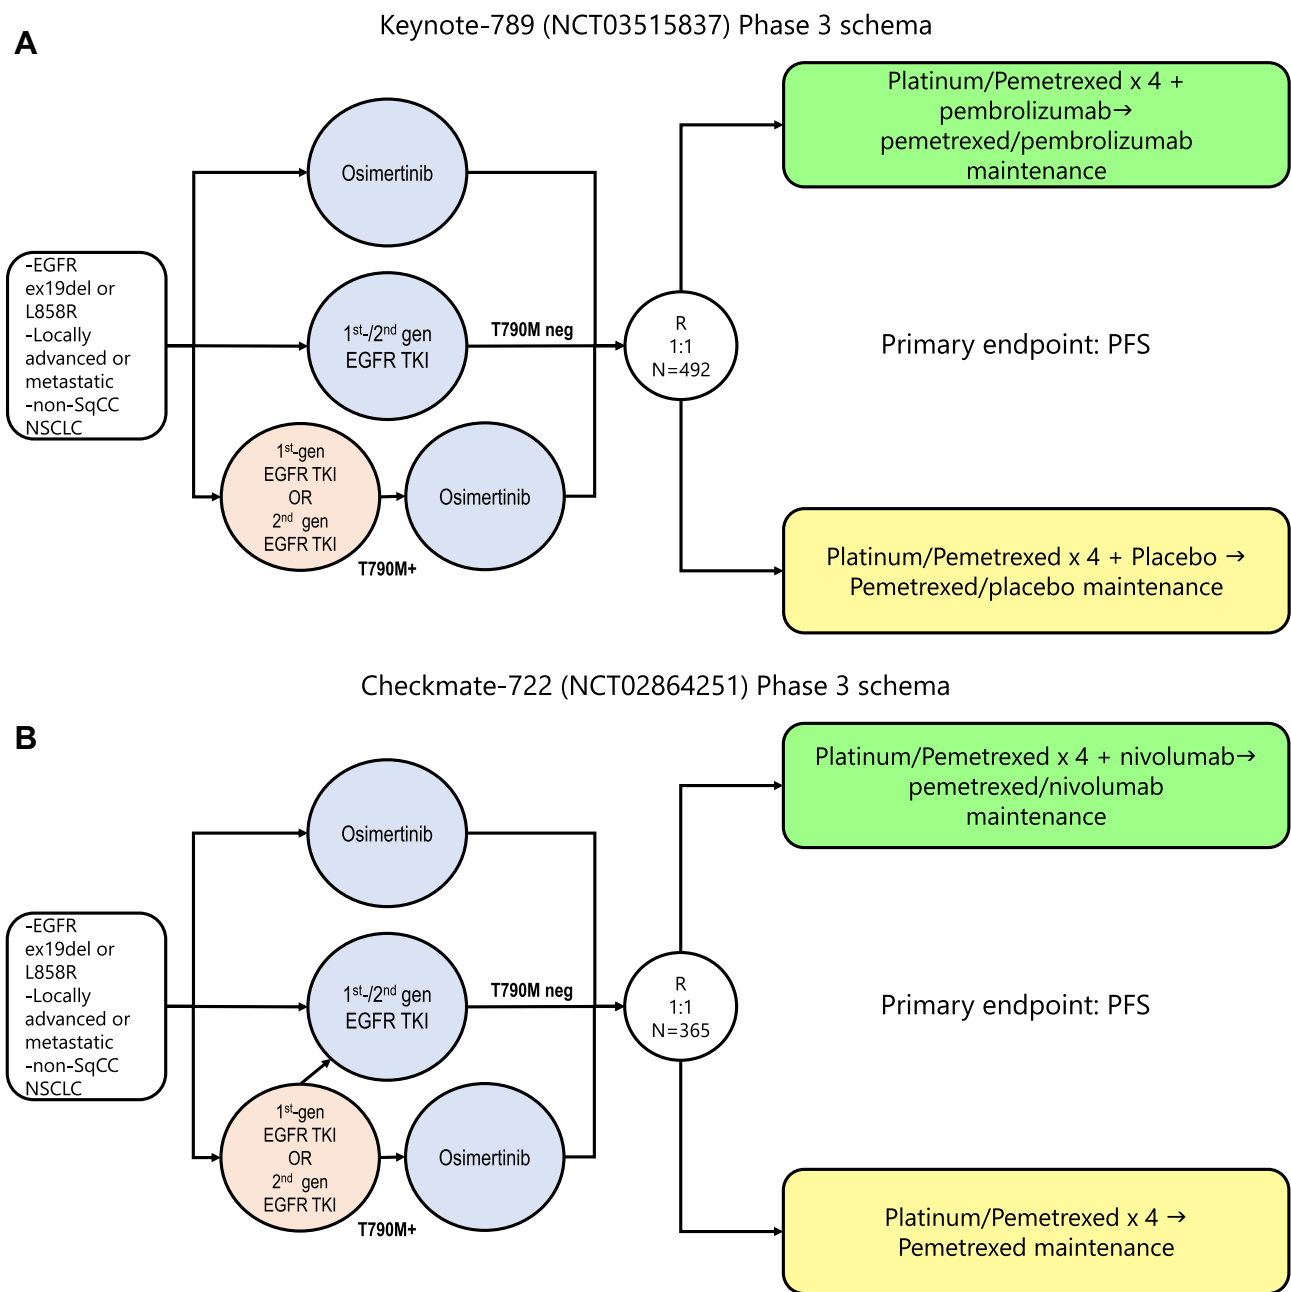 Keynote-789 (NCT03515837) Phase 3 schema
A
-EGFR
ex19del or
L858R
-Locally
advanced or
metastatic
-non-SqCC
NSCLC
Osimertinib
1st-/2nd gen
EGFR TKI
T790M neg
1st-gen
EGFR TKI
OR
2nd gen
EGFR TKI
T790M+
Osimertinib
R
1:1
N=492
Platinum/Pemetrexed x 4 +
pembrolizumab→
pemetrexed/pembrolizumab
maintenance
Primary endpoint: PFS
Platinum/Pemetrexed x 4 + Placebo →
Pemetrexed/placebo maintenance
Checkmate-722 (NCT02864251) Phase 3 schema
B
-EGFR
ex19del or
L858R
-Locally
advanced or
metastatic
-non-SqCC
NSCLC
Osimertinib
1st-/2nd gen
EGFR TKI
T790M neg
1st-gen
EGFR TKI
OR
2nd gen
EGFR TKI
T790M+
Osimertinib
R
1:1
N=365
Platinum/Pemetrexed x 4 + nivolumab→
pemetrexed/nivolumab
maintenance
Primary endpoint: PFS
Platinum/Pemetrexed x 4 →
Pemetrexed maintenance